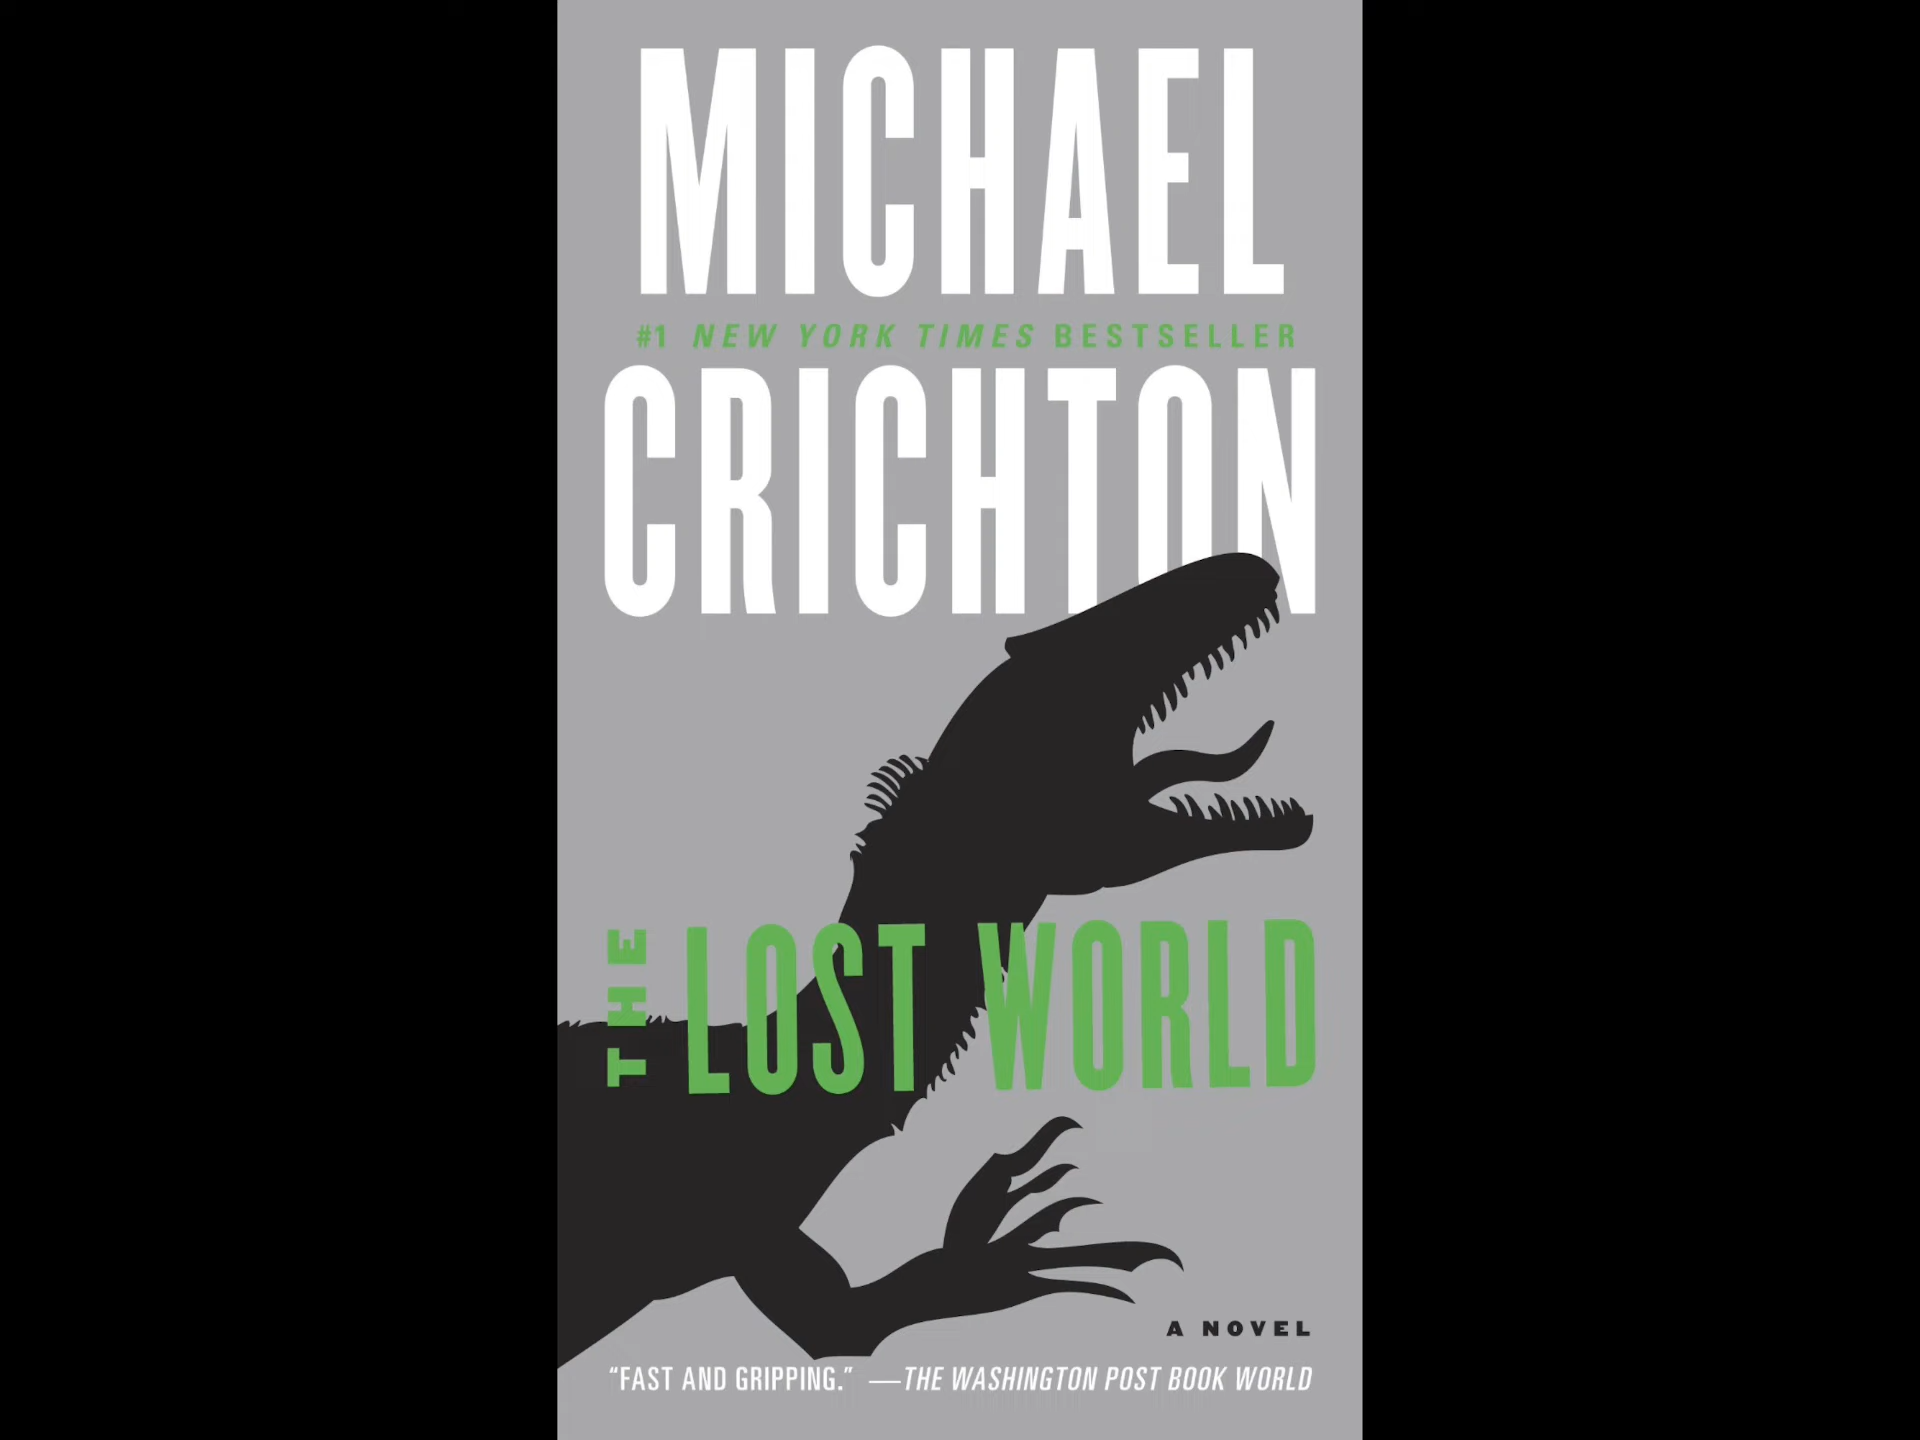 MICHAEL
#1 NEW YORK TIMES BESTSELLER
CRICHTON
THE LOST WORLD
A NOVEL
“FAST AND GRIPPING.” —THE WASHINGTON POST BOOK WORLD